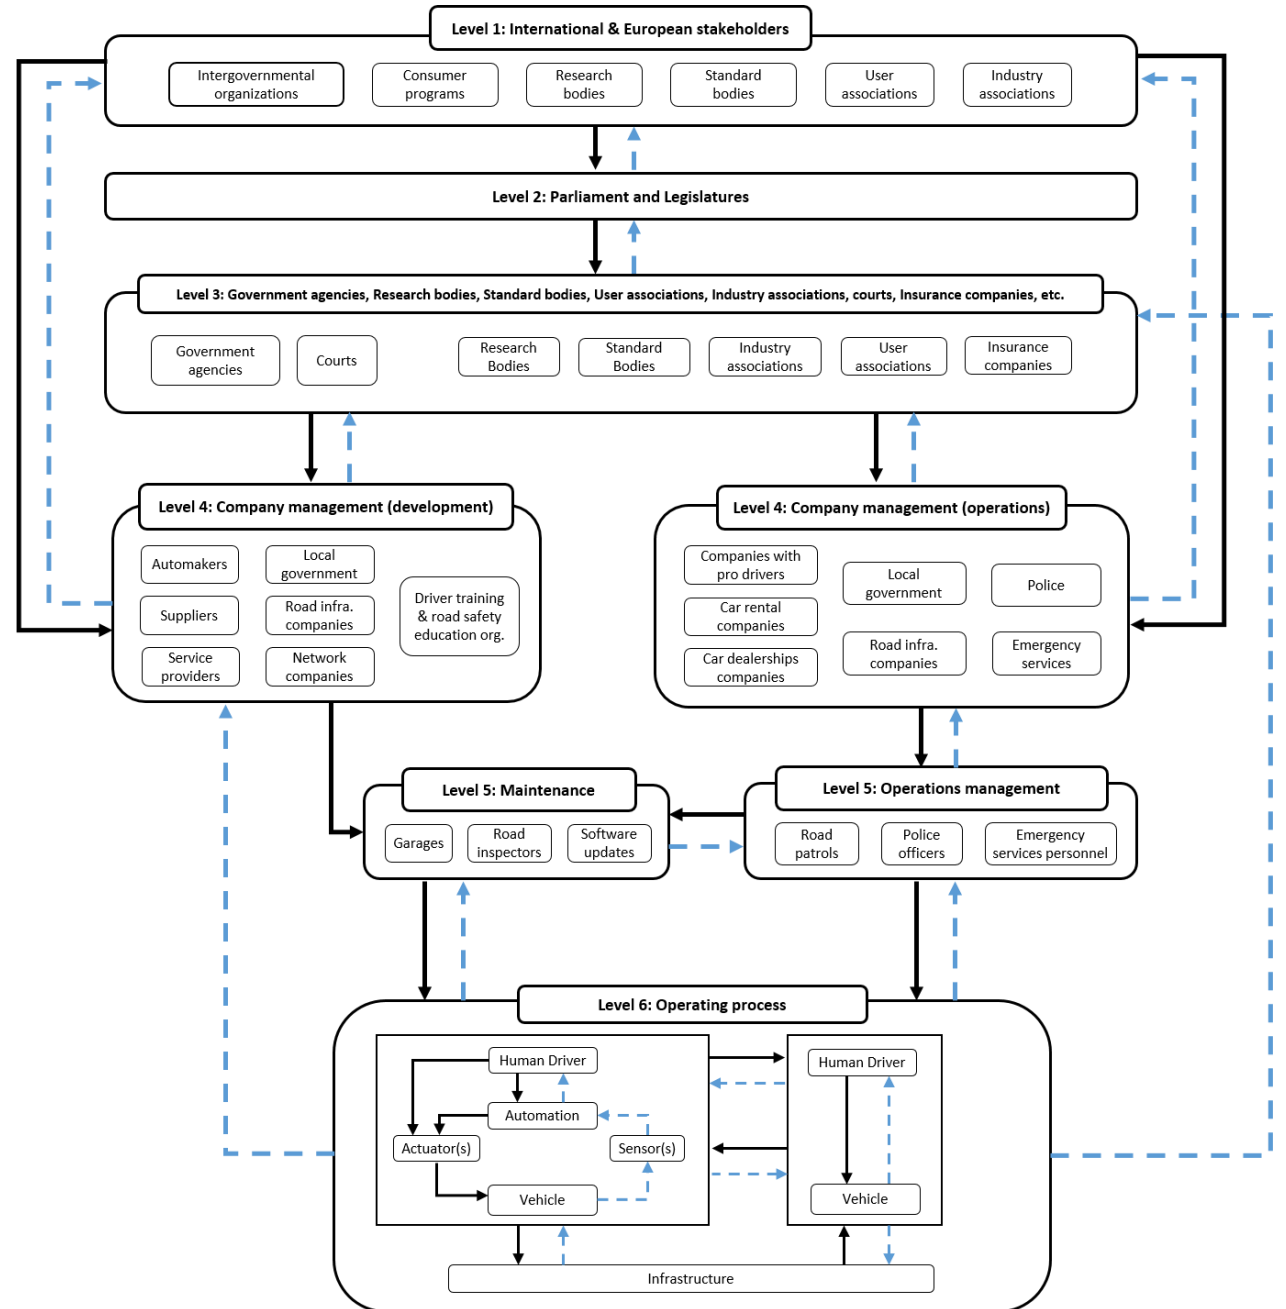 Level 1: International & European stakeholders
Intergovernmental
organizations
Consumer
programs
Research
bodies
Standard
bodies
User
associations
Industry
associations
Level 2: Parliament and Legislatures
Level 3: Government agencies, Research bodies, Standard bodies, User associations, Industry associations, courts, Insurance companies, etc.
Government
agencies
Courts
Research
Bodies
Standard
Bodies
Industry
associations
User
associations
Insurance
companies
Level 4: Company management (development)
Automakers
Local
government
Suppliers
Road infra.
companies
Driver training
& road safety
education org.
Service
providers
Network
companies
Level 4: Company management (operations)
Companies with
pro drivers
Local
government
Police
Car rental
companies
Car dealerships
companies
Road infra.
companies
Emergency
services
Level 5: Maintenance
Garages
Road
inspectors
Software
updates
Level 5: Operations management
Road
patrols
Police
officers
Emergency
services personnel
Level 6: Operating process
Human Driver
Automation
Actuator(s)
Sensor(s)
Vehicle
Human Driver
Vehicle
Infrastructure